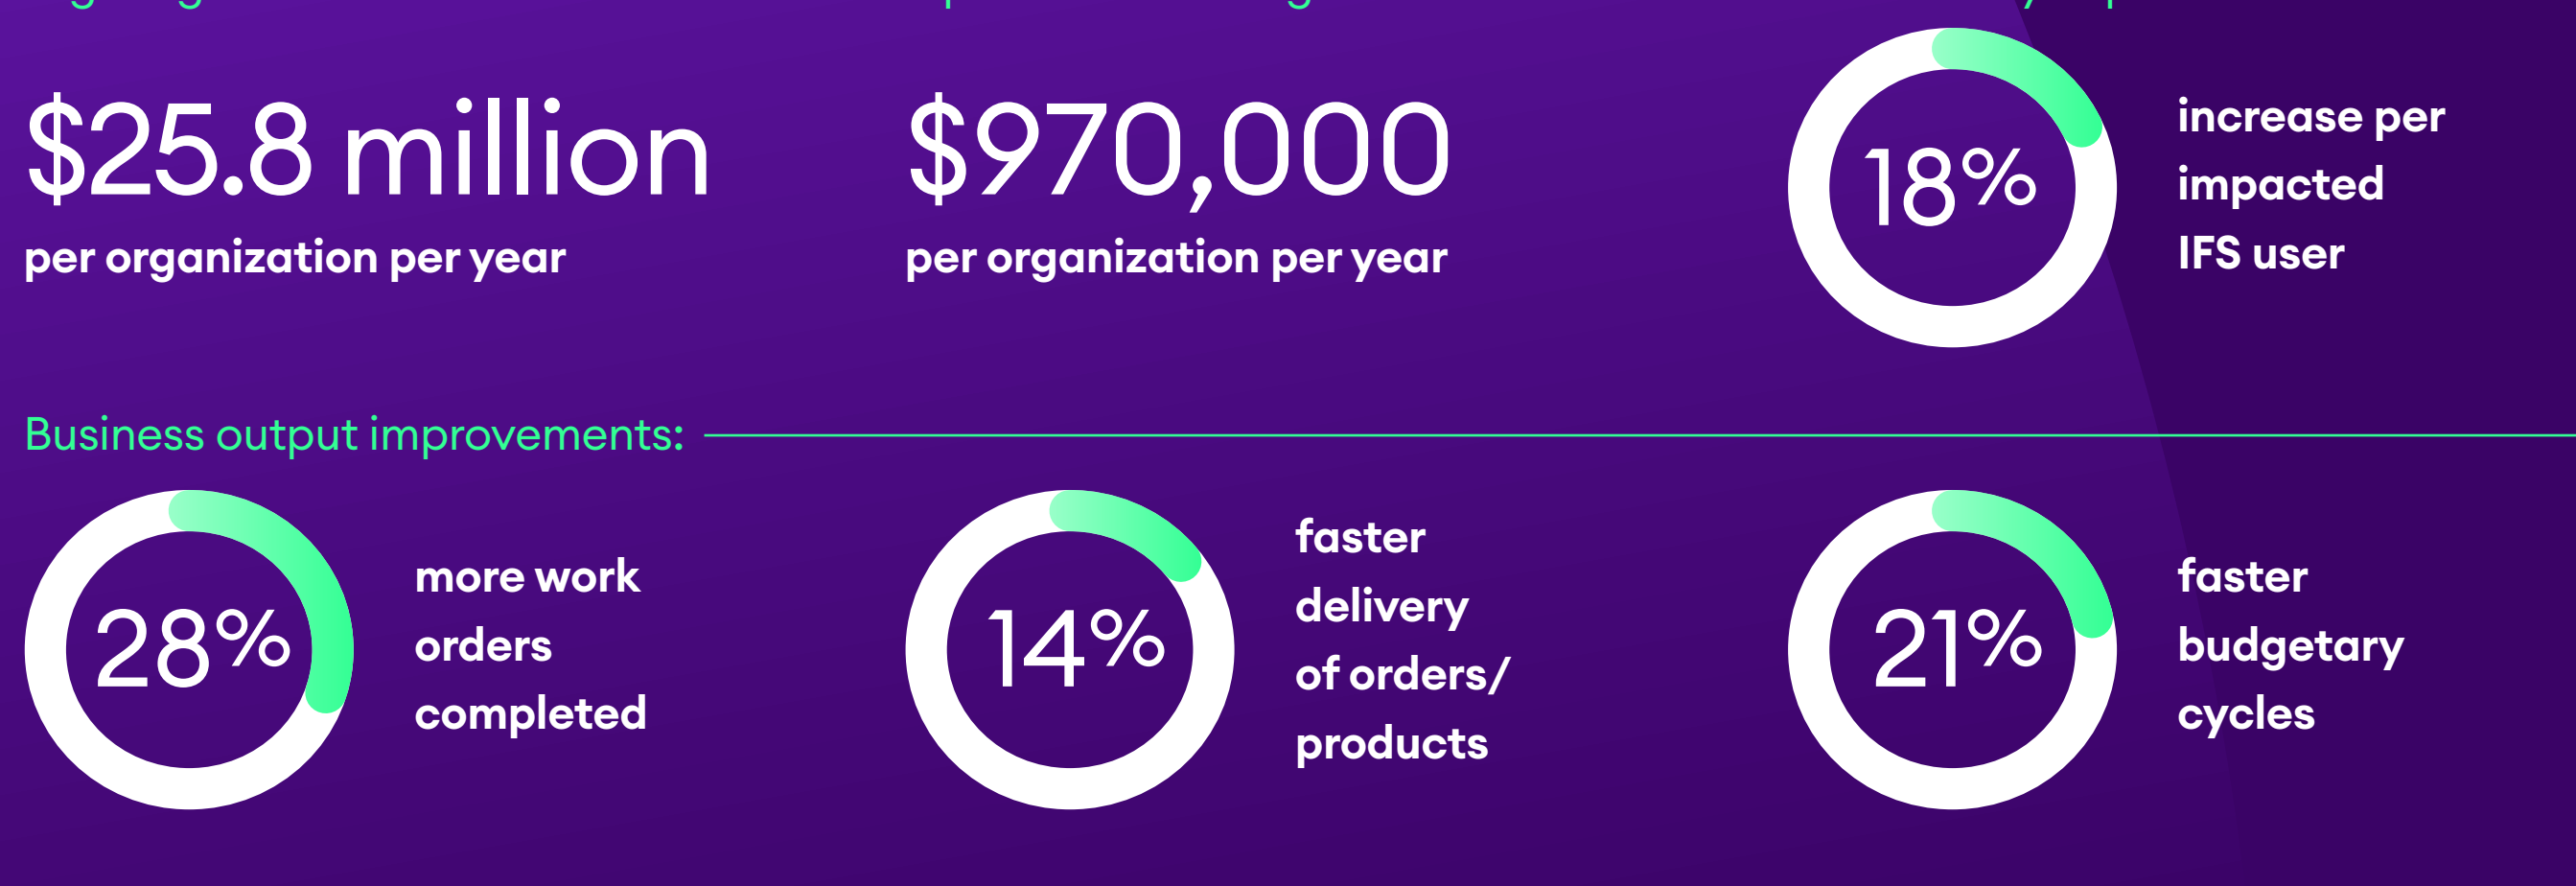 $25.8 million
per organization per year
$970,000
per organization per year
18%
increase per
impacted
IFS user
Business output improvements:
28%
more work
orders
completed
14%
faster
delivery
of orders/
products
21%
faster
budgetary
cycles